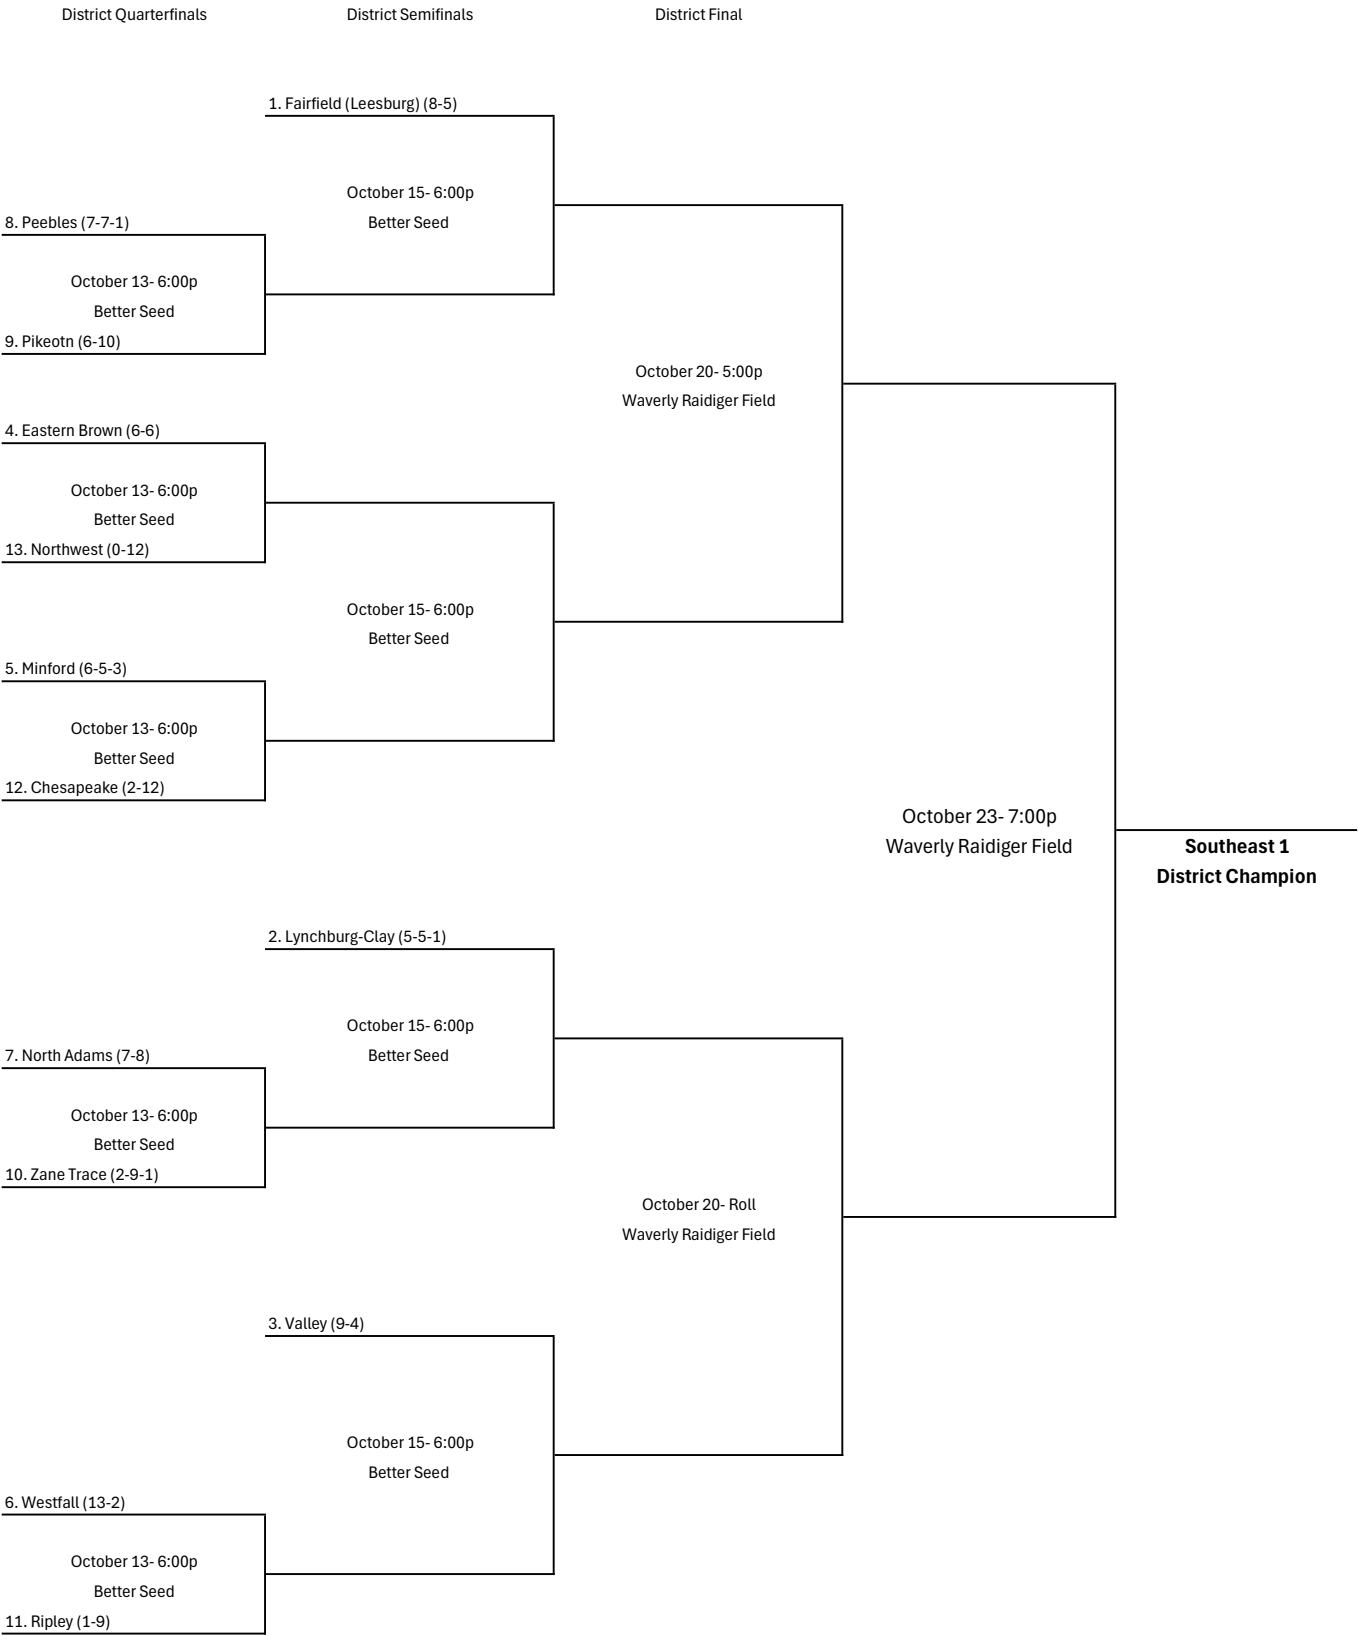 District Quarterfinals
District Semifinals
District Final
1. Fairfield (Leesburg) (8-5)
October 15- 6:00p
Better Seed
8. Peebles (7-7-1)
October 13- 6:00p
Better Seed
9. Pikeotn (6-10)
October 20- 5:00p
Waverly Raidiger Field
4. Eastern Brown (6-6)
October 13- 6:00p
Better Seed
13. Northwest (0-12)
October 15- 6:00p
Better Seed
5. Minford (6-5-3)
October 13- 6:00p
Better Seed
12. Chesapeake (2-12)
October 23- 7:00p
Waverly Raidiger Field
Southeast 1
District Champion
2. Lynchburg-Clay (5-5-1)
October 15- 6:00p
Better Seed
7. North Adams (7-8)
October 13- 6:00p
Better Seed
10. Zane Trace (2-9-1)
October 20- Roll
Waverly Raidiger Field
3. Valley (9-4)
October 15- 6:00p
Better Seed
6. Westfall (13-2)
October 13- 6:00p
Better Seed
11. Ripley (1-9)